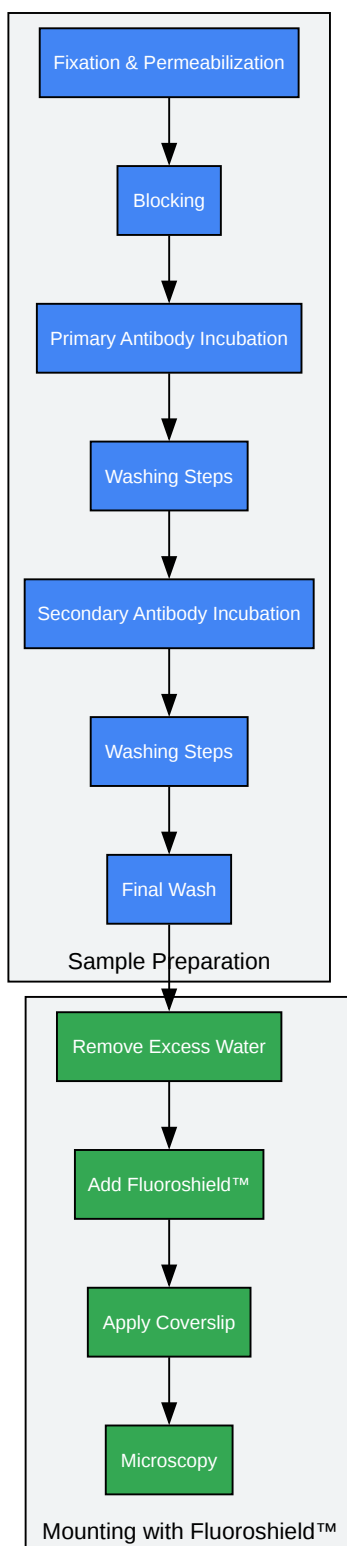 Fixation & Permeabilization
Blocking
Primary Antibody Incubation
Washing Steps
Secondary Antibody Incubation
Washing Steps
Final Wash
Sample Preparation
Remove Excess Water
Add Fluoroshield™
Apply Coverslip
Microscopy
Mounting with Fluoroshield™